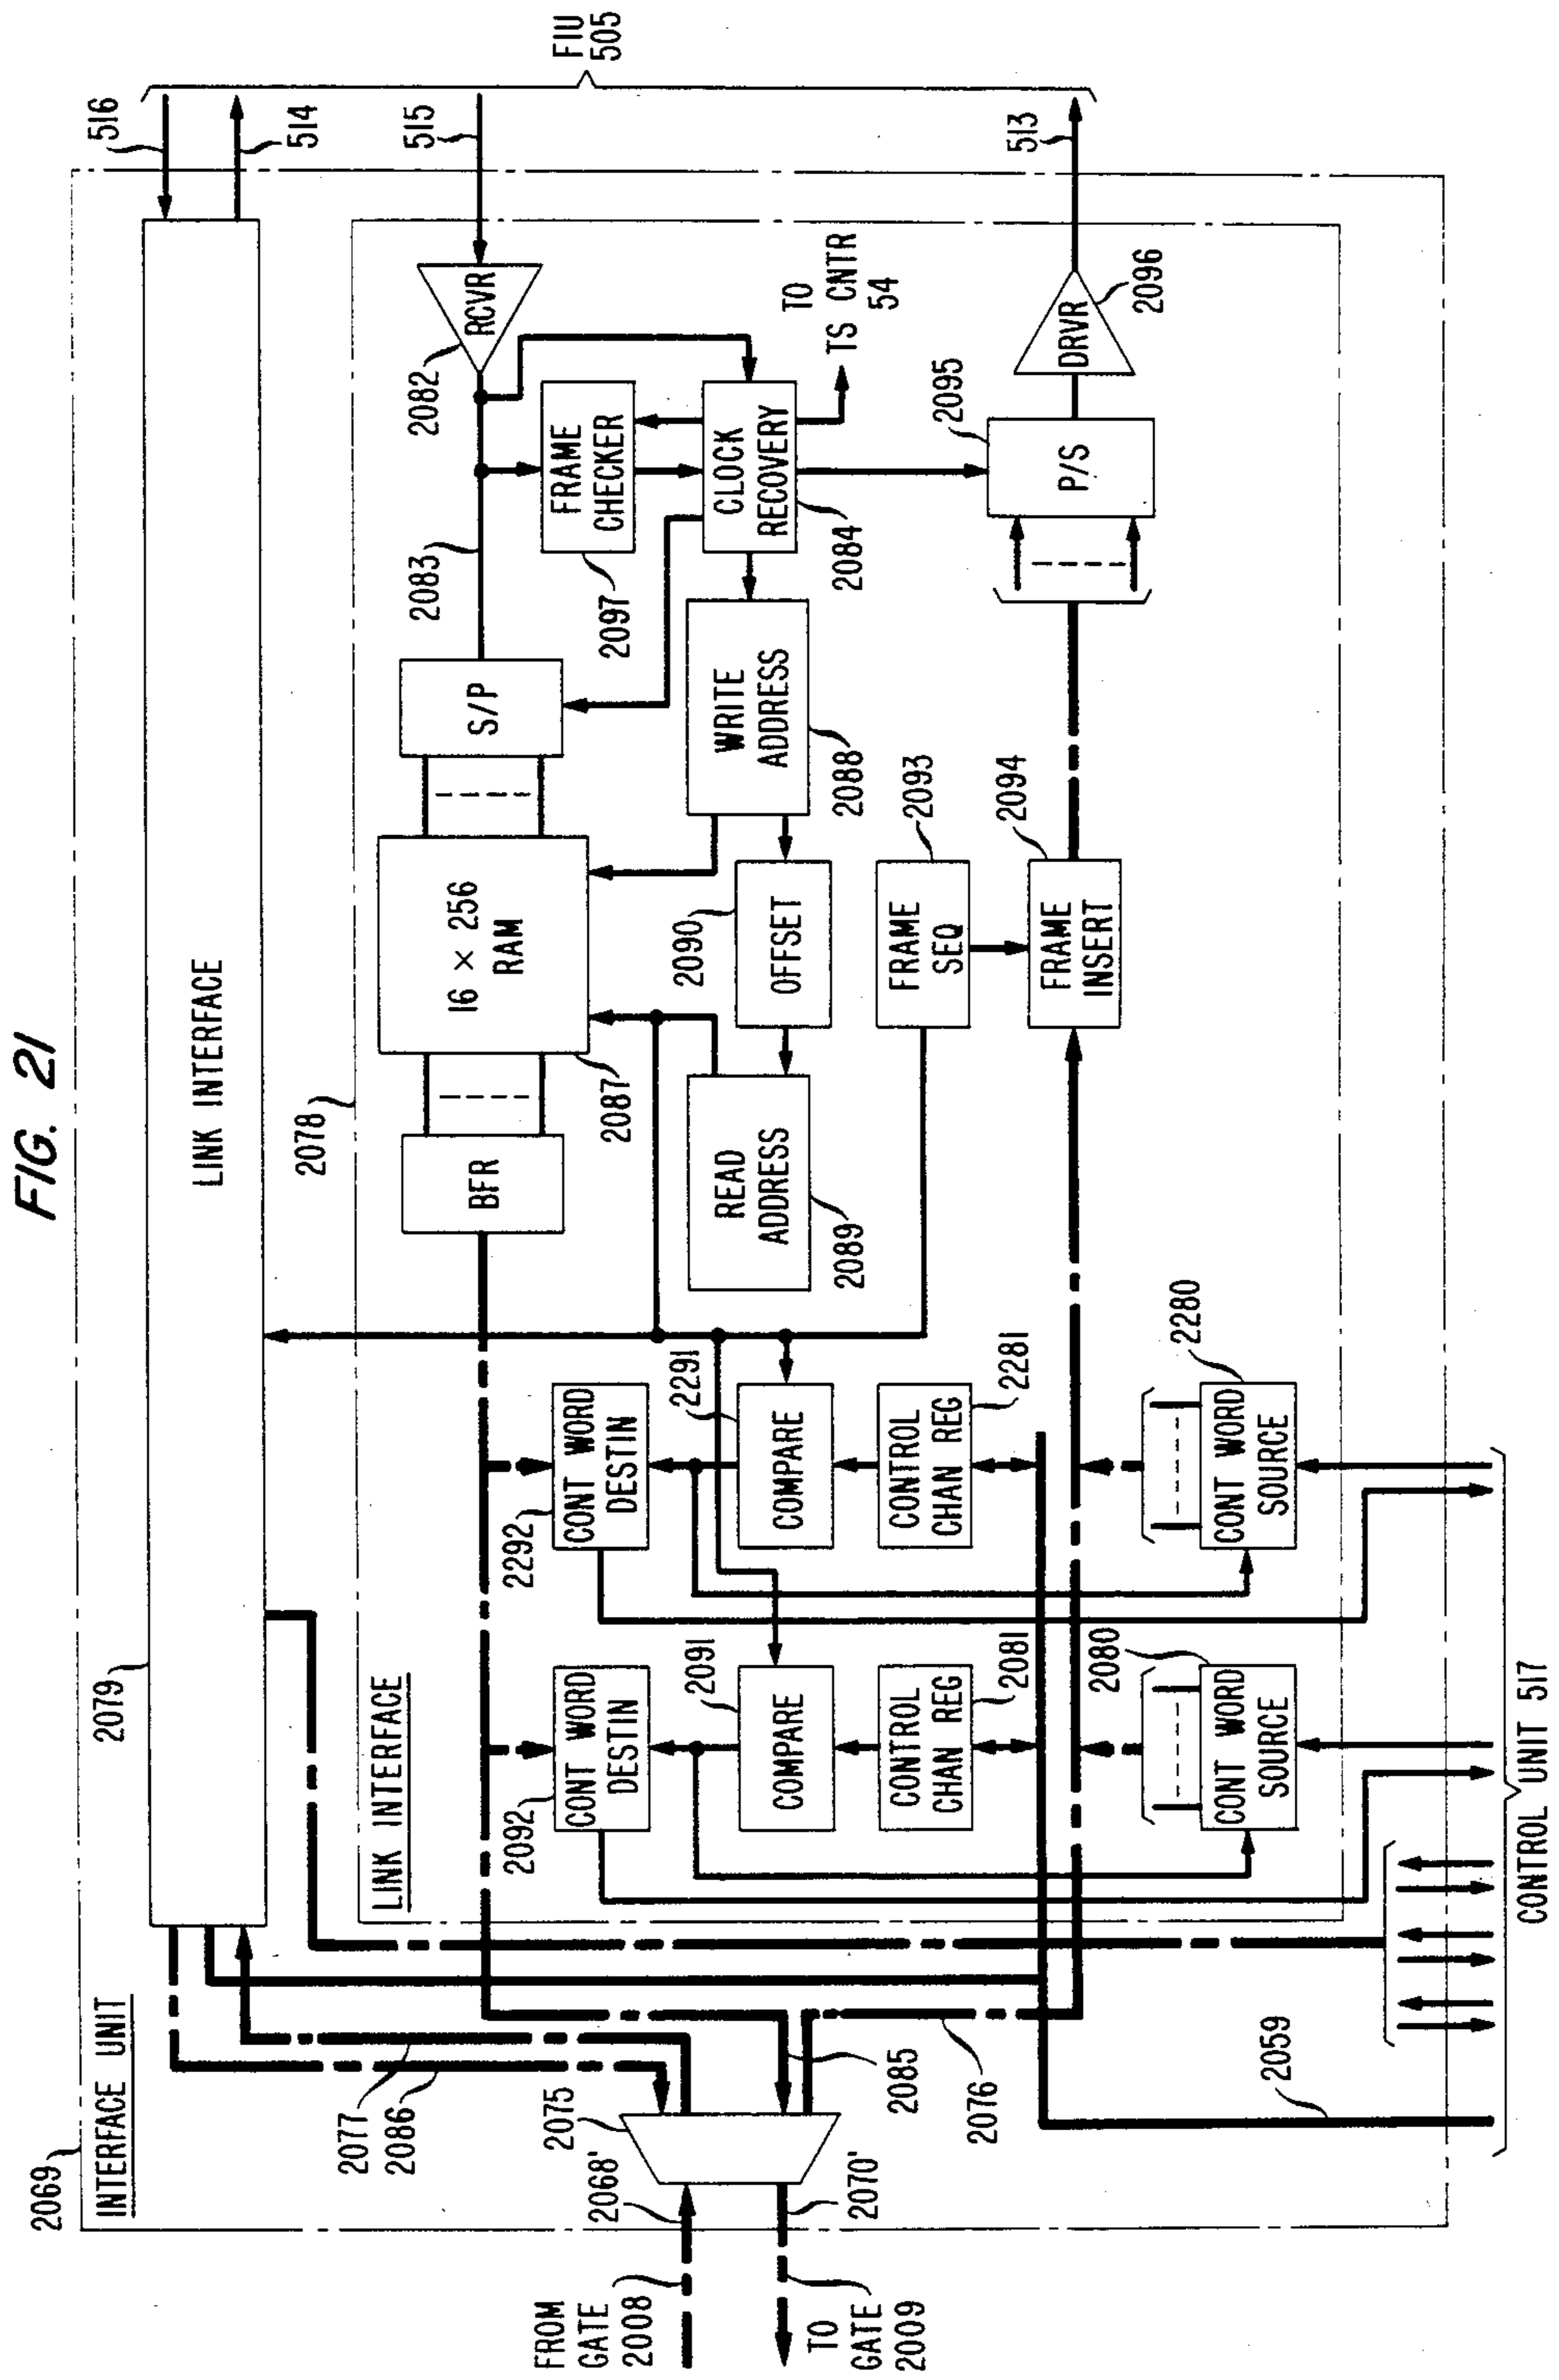 FIG. 21
2069
INTERFACE UNIT
2079
LINK INTERFACE
516
514
FIU
505
515
513
2077
2086
2075
2068'
2070'
FROM
GATE
2008
TO
GATE
2009
2085
2076
2059
LINK INTERFACE
2078
BFR
16 × 256
RAM
2087
S/P
2083
2082
RCVR
FRAME
CHECKER
2097
CLOCK
RECOVERY
2084
TO
TS CNTR
54
WRITE
ADDRESS
2088
2090
OFFSET
READ
ADDRESS
2089
FRAME
SEQ
2093
FRAME
INSERT
2094
P/S
2095
DRVR
2096
2092
CONT WORD
DESTIN
2091
COMPARE
CONTROL
CHAN REG
2081
2080
CONT WORD
SOURCE
2292
CONT WORD
DESTIN
2291
COMPARE
CONTROL
CHAN REG
2281
2280
CONT WORD
SOURCE
CONTROL UNIT 517